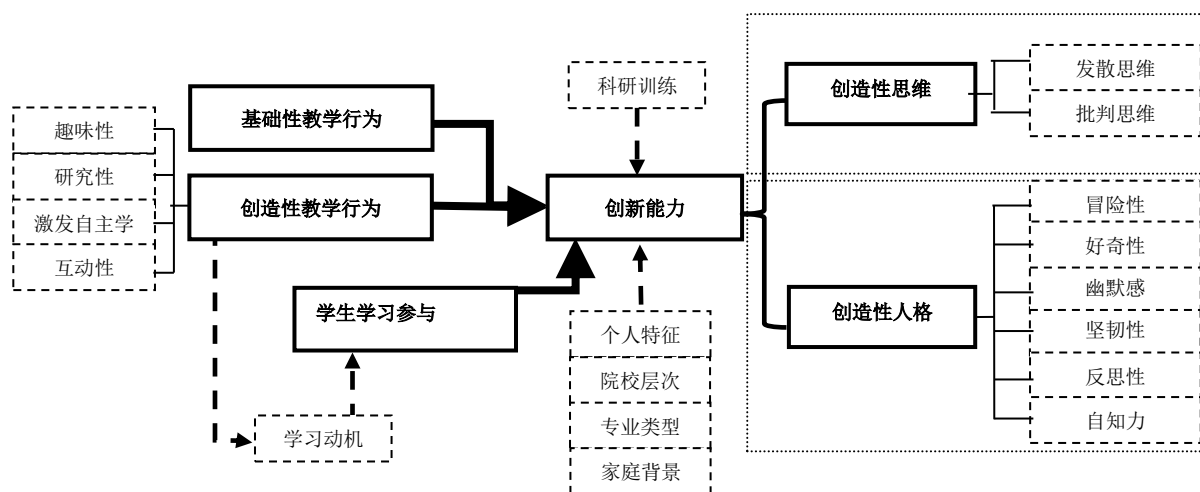 趣味性
研究性
激发自主学
互动性
基础性教学行为
创造性教学行为
学生学习参与
学习动机
科研训练
创新能力
个人特征
院校层次
专业类型
家庭背景
创造性思维
发散思维
批判思维
创造性人格
冒险性
好奇性
幽默感
坚韧性
反思性
自知力